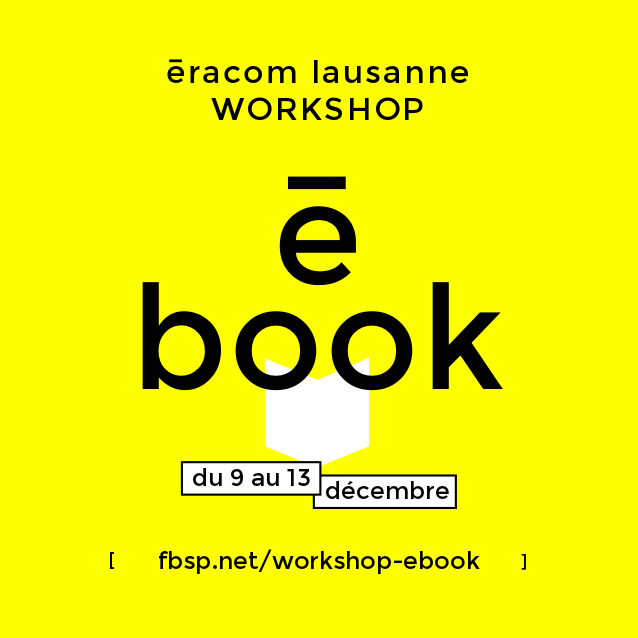 ēracom lausanne
WORKSHOP
ē
book
du 9 au 13
décembre
[ fbsp.net/workshop-ebook ]